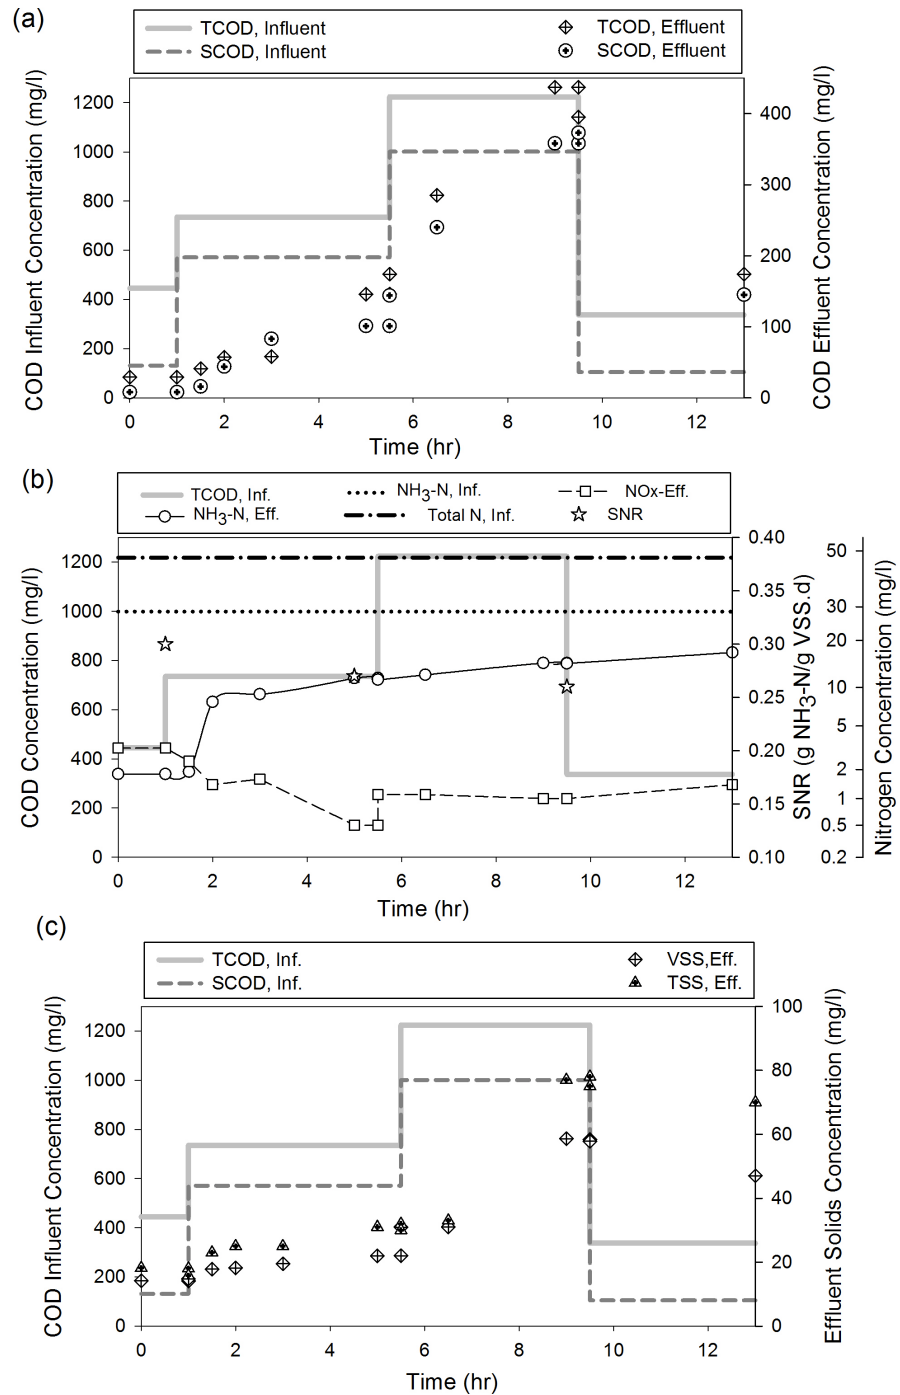 (a)
TCOD, Influent
TCOD, Effluent
SCOD, Influent
SCOD, Effluent
COD Influent Concentration (mg/l)
1200
1000
800
600
400
200
0
400
300
200
100
0
COD Effluent Concentration (mg/l)
0 2 4 6 8 10 12
Time (hr)
(b)
TCOD, Inf.
NH3-N, Inf.
NOx-Eff.
NH3-N, Eff.
Total N, Inf.
SNR
COD Concentration (mg/l)
1200
1000
800
600
400
200
0
0.40
0.35
0.30
0.25
0.20
0.15
0.10
SNR (g NH3-N/g VSS.d)
50
30
20
10
5
2
1
0.5
0.2
Nitrogen Concentration (mg/l)
0 2 4 6 8 10 12
Time (hr)
(c)
TCOD, Inf.
VSS,Eff.
SCOD, Inf.
TSS, Eff.
COD Influent Concentration (mg/l)
1200
1000
800
600
400
200
0
100
80
60
40
20
0
Effluent Solids Concentration (mg/l)
0 2 4 6 8 10 12
Time (hr)